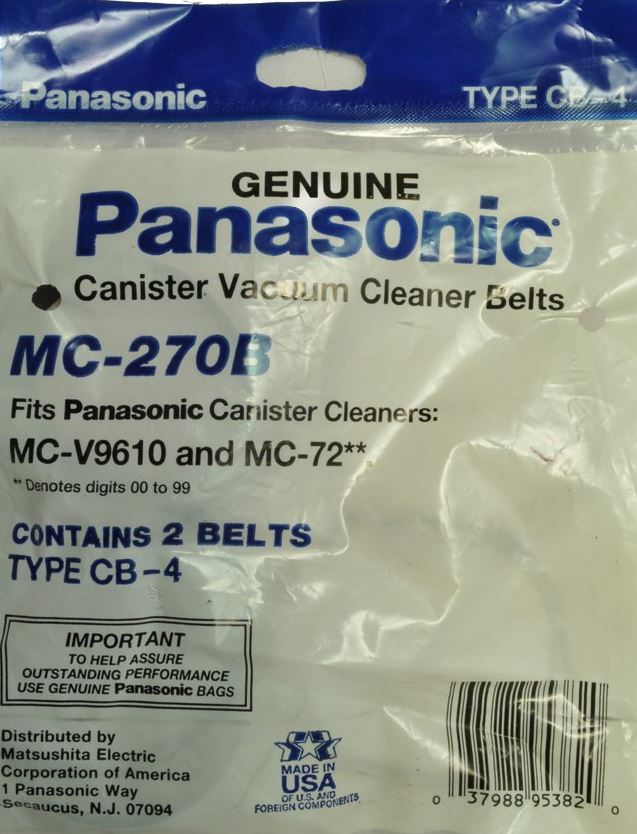 Panasonic TYPE CB-4
GENUINE
Panasonic
Canister Vacuum Cleaner Belts
MC-270B
Fits Panasonic Canister Cleaners:
MC-V9610 and MC-72**
** Denotes digits 00 to 99
CONTAINS 2 BELTS
TYPE CB-4
IMPORTANT
TO HELP ASSURE
OUTSTANDING PERFORMANCE
USE GENUINE Panasonic BAGS
Distributed by
Matsushita Electric
Corporation of America
1 Panasonic Way
Secaucus, N.J. 07094
MADE IN
USA
OF U.S. AND
FOREIGN COMPONENTS
0 37988 95382 0